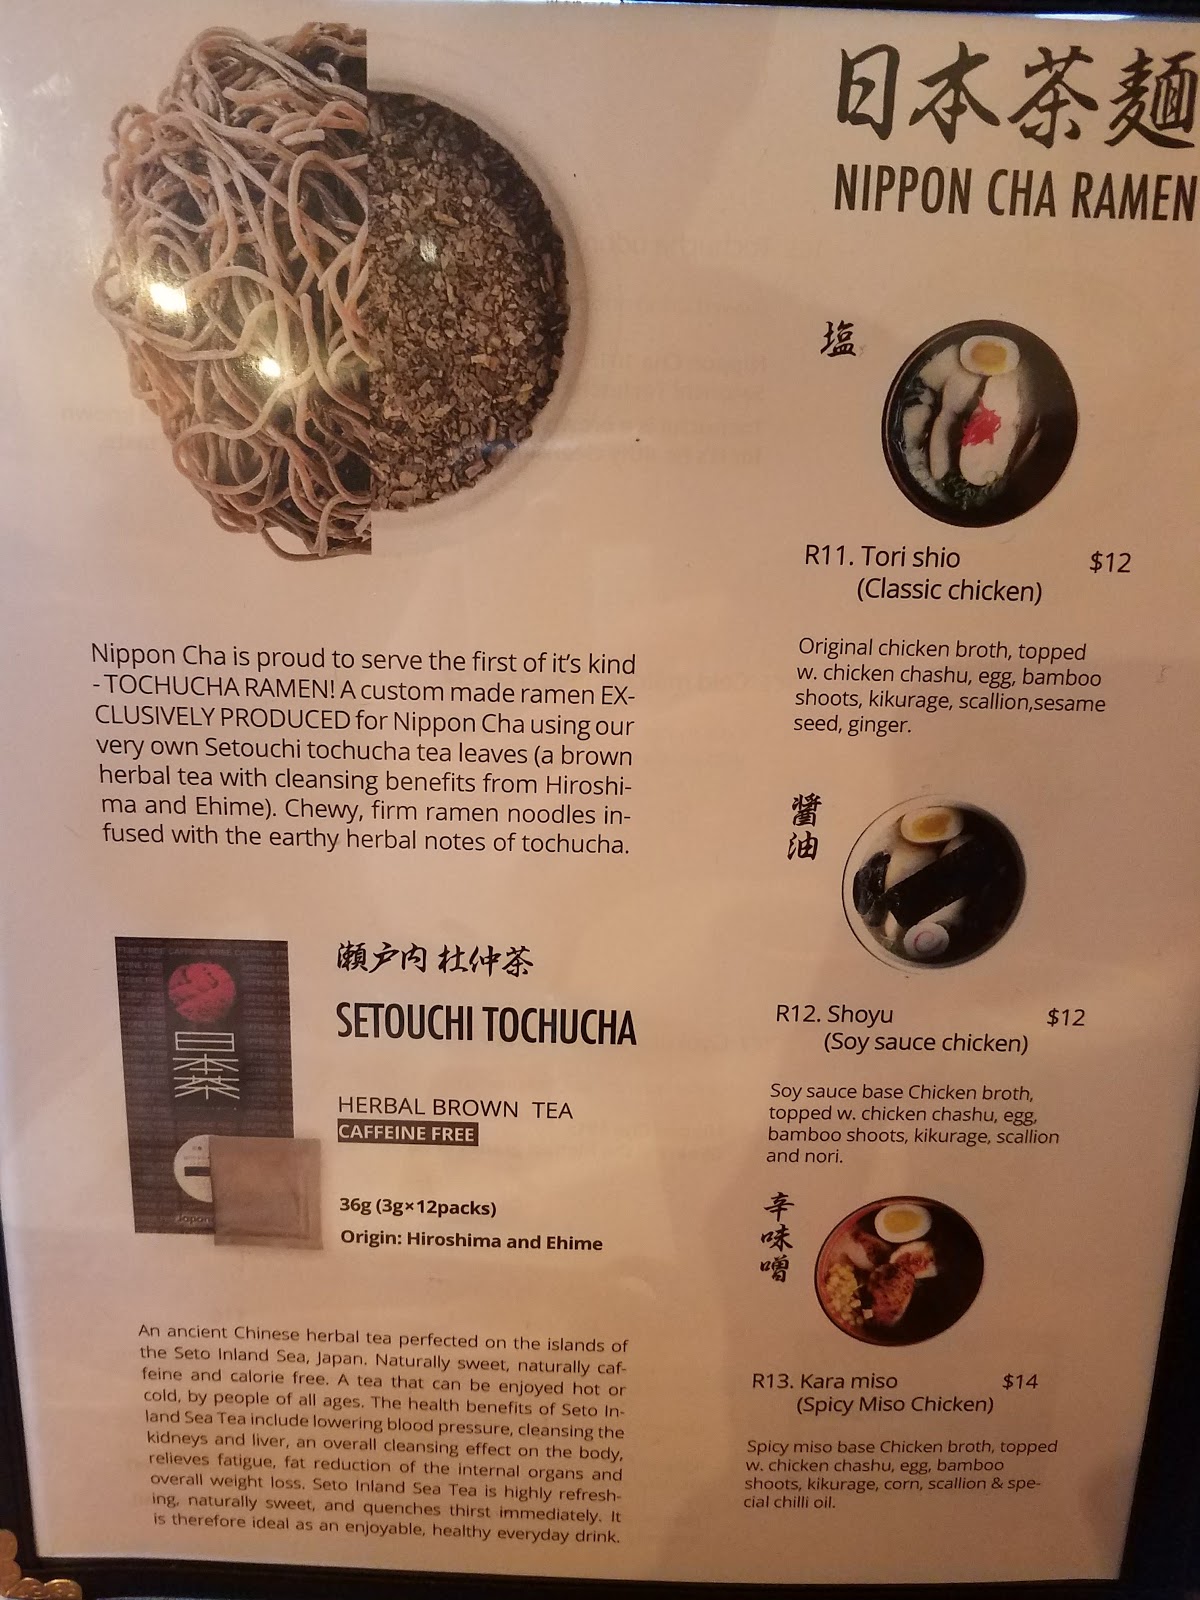 日本茶麺
NIPPON CHA RAMEN
塩
R11. Tori shio $12
(Classic chicken)
Original chicken broth, topped
w. chicken chashu, egg, bamboo
shoots, kikurage, scallion,sesame
seed, ginger.
醤油
R12. Shoyu $12
(Soy sauce chicken)
Soy sauce base Chicken broth,
topped w. chicken chashu, egg,
bamboo shoots, kikurage, scallion
and nori.
辛味噌
R13. Kara miso $14
(Spicy Miso Chicken)
Spicy miso base Chicken broth, topped
w. chicken chashu, egg, bamboo
shoots, kikurage, corn, scallion & spe-
cial chilli oil.
Nippon Cha is proud to serve the first of it's kind
- TOCHUCHA RAMEN! A custom made ramen EX-
CLUSIVELY PRODUCED for Nippon Cha using our
very own Setouchi tochucha tea leaves (a brown
herbal tea with cleansing benefits from Hiroshi-
ma and Ehime). Chewy, firm ramen noodles in-
fused with the earthy herbal notes of tochucha.
CAFFEINE FREE
日本茶
瀬戸内 杜仲茶
SETOUCHI TOCHUCHA
HERBAL BROWN TEA
CAFFEINE FREE
36g (3g×12packs)
Origin: Hiroshima and Ehime
An ancient Chinese herbal tea perfected on the islands of
the Seto Inland Sea, Japan. Naturally sweet, naturally caf-
feine and calorie free. A tea that can be enjoyed hot or
cold, by people of all ages. The health benefits of Seto In-
land Sea Tea include lowering blood pressure, cleansing the
kidneys and liver, an overall cleansing effect on the body,
relieves fatigue, fat reduction of the internal organs and
overall weight loss. Seto Inland Sea Tea is highly refresh-
ing, naturally sweet, and quenches thirst immediately. It
is therefore ideal as an enjoyable, healthy everyday drink.